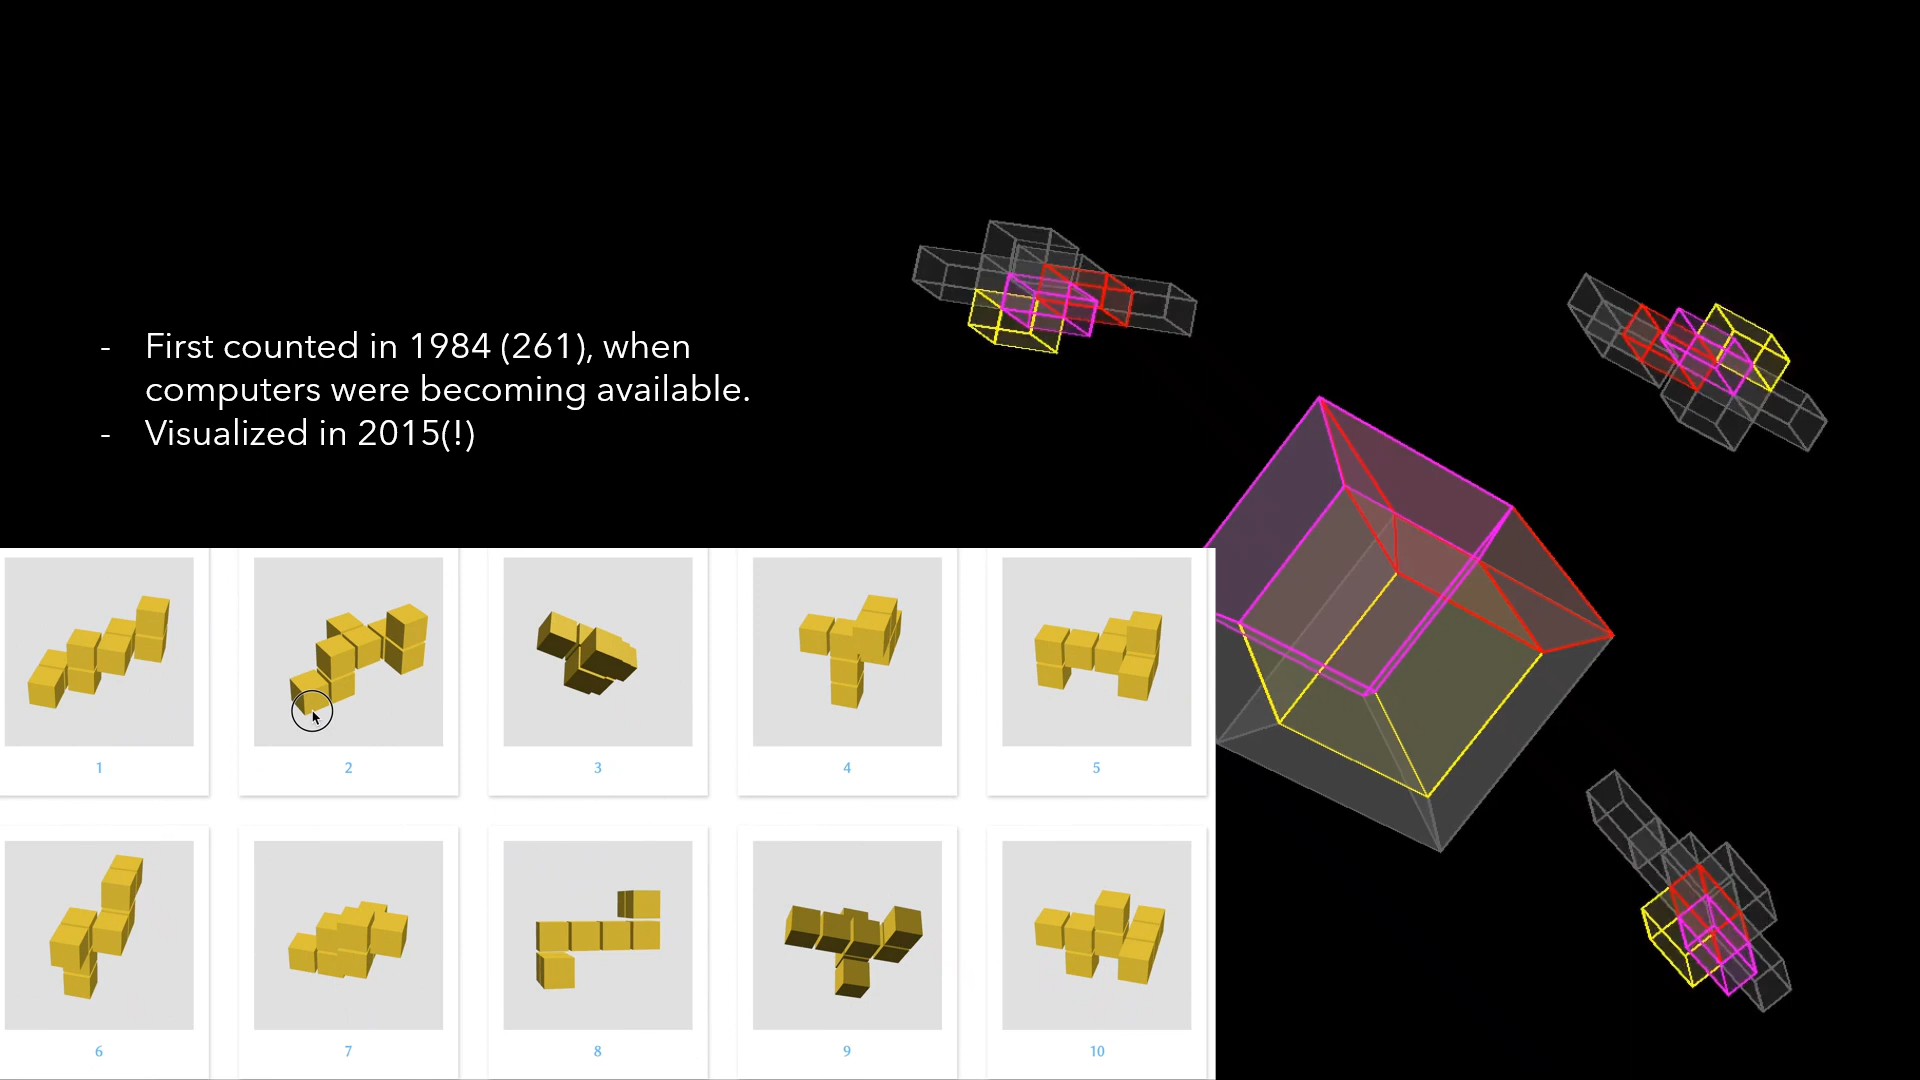 - First counted in 1984 (261), when
computers were becoming available.
- Visualized in 2015(!)
1 2 3 4 5
6 7 8 9 10